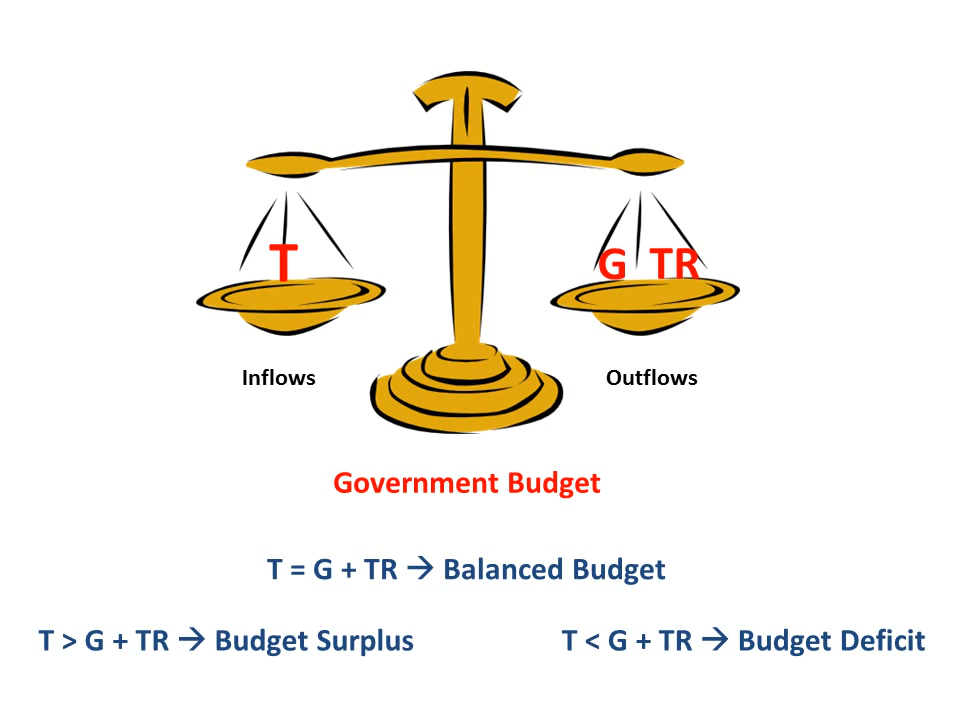 T
G TR
Inflows
Outflows
Government Budget
T = G + TR → Balanced Budget
T > G + TR → Budget Surplus
T < G + TR → Budget Deficit